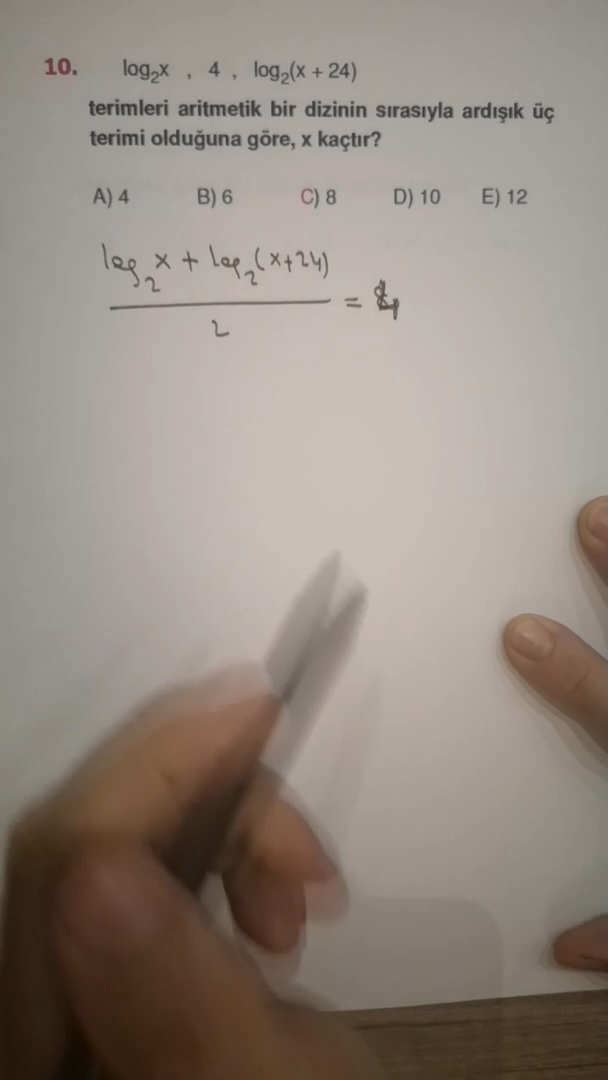 10. log₂x , 4 , log₂(x + 24)
terimleri aritmetik bir dizinin sırasıyla ardışık üç
terimi olduğuna göre, x kaçtır?
A) 4 B) 6 C) 8 D) 10 E) 12
log₂ x + log₂ (x+24)
2
= 4